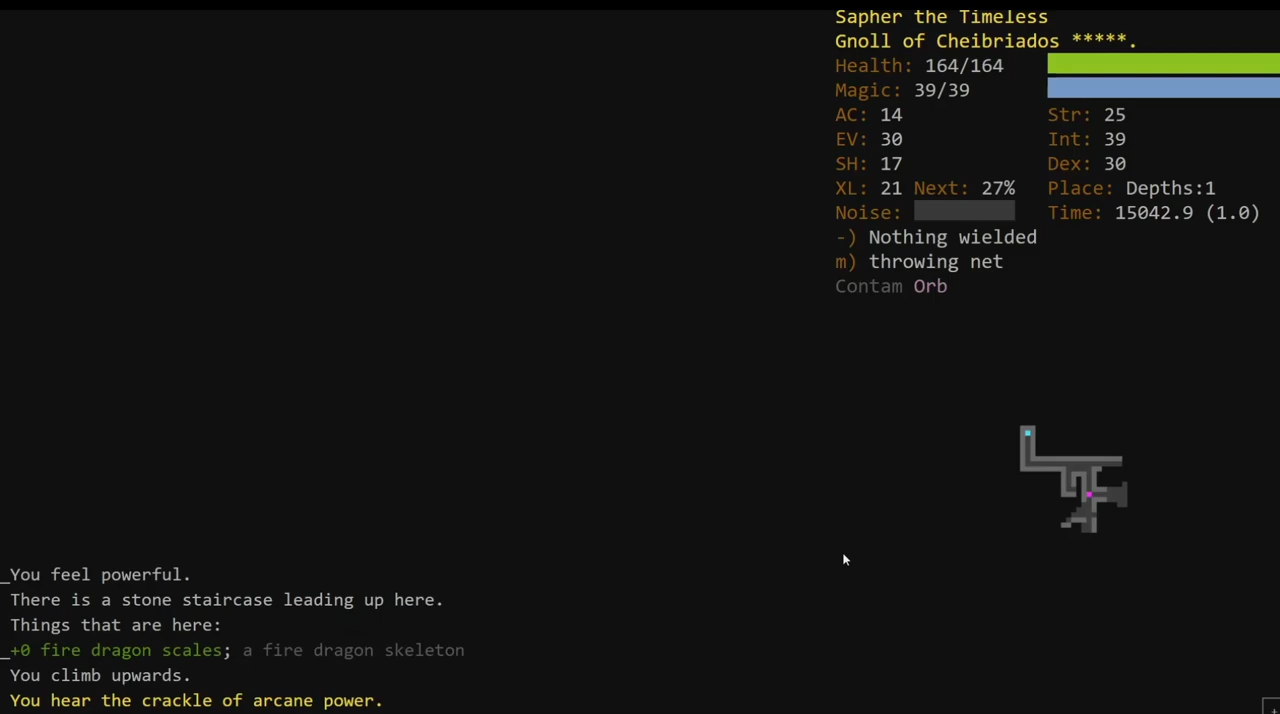 Sapher the Timeless
Gnoll of Cheibriados *****.
Health: 164/164
Magic: 39/39
AC: 14 Str: 25
EV: 30 Int: 39
SH: 17 Dex: 30
XL: 21 Next: 27% Place: Depths:1
Noise: Time: 15042.9 (1.0)
-) Nothing wielded
m) throwing net
Contam Orb
_You feel powerful.
There is a stone staircase leading up here.
Things that are here:
_+0 fire dragon scales; a fire dragon skeleton
You climb upwards.
You hear the crackle of arcane power.